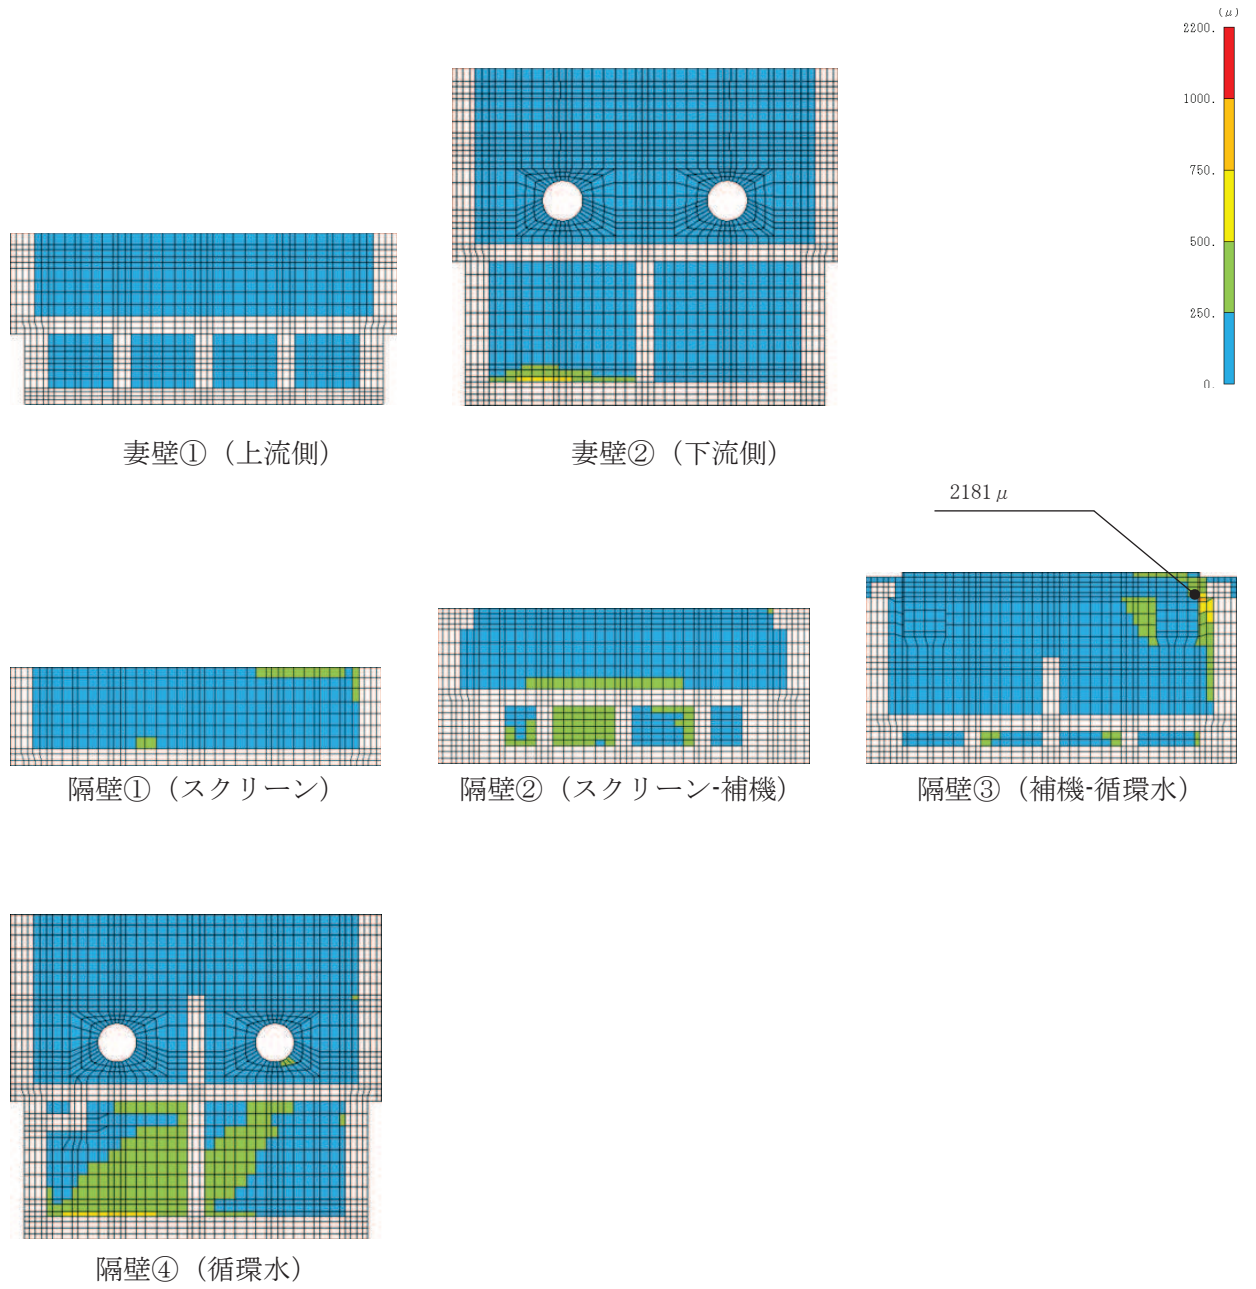 (μ)
2200.
1000.
750.
500.
250.
0.
妻壁①（上流側）
妻壁②（下流側）
2181μ
隔壁①（スクリーン）
隔壁②（スクリーン-補機）
隔壁③（補機-循環水）
隔壁④（循環水）